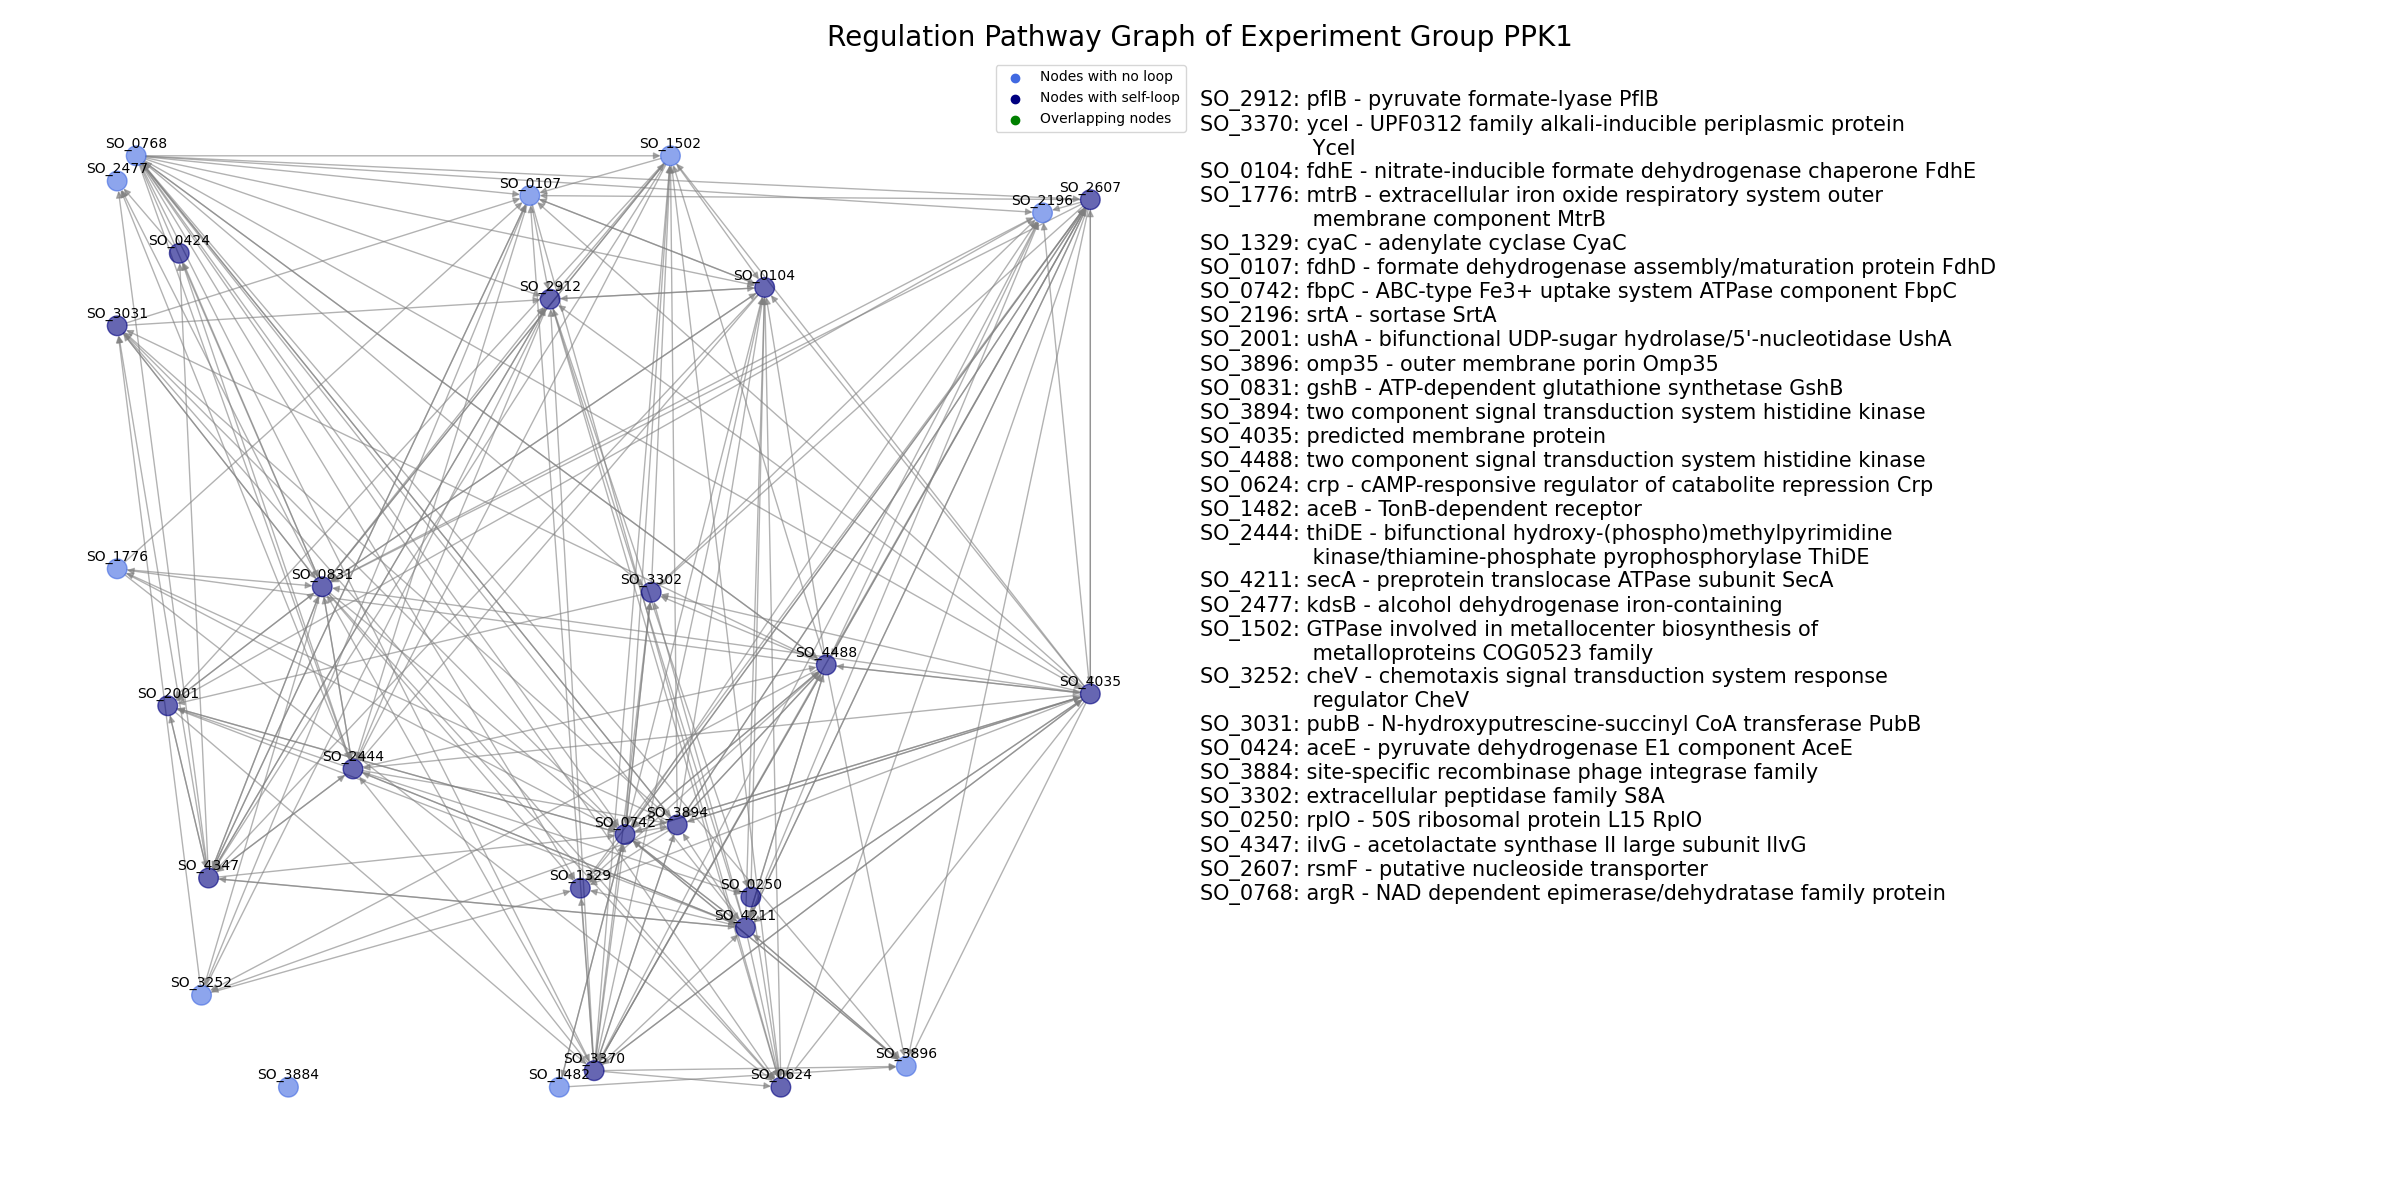 Regulation Pathway Graph of Experiment Group PPK1
Nodes with no loop
Nodes with self-loop
Overlapping nodes
SO_0768
SO_1502
SO_2477
SO_0107
SO_2607
SO_2196
SO_0424
SO_0104
SO_2912
SO_3031
SO_1776
SO_0831
SO_3302
SO_4488
SO_4035
SO_2001
SO_2444
SO_3894
SO_0742
SO_4347
SO_1329
SO_0250
SO_4211
SO_3252
SO_3370
SO_3896
SO_3884
SO_1482
SO_0624
SO_2912: pflB - pyruvate formate-lyase PflB
SO_3370: yceI - UPF0312 family alkali-inducible periplasmic protein
YceI
SO_0104: fdhE - nitrate-inducible formate dehydrogenase chaperone FdhE
SO_1776: mtrB - extracellular iron oxide respiratory system outer
membrane component MtrB
SO_1329: cyaC - adenylate cyclase CyaC
SO_0107: fdhD - formate dehydrogenase assembly/maturation protein FdhD
SO_0742: fbpC - ABC-type Fe3+ uptake system ATPase component FbpC
SO_2196: srtA - sortase SrtA
SO_2001: ushA - bifunctional UDP-sugar hydrolase/5'-nucleotidase UshA
SO_3896: omp35 - outer membrane porin Omp35
SO_0831: gshB - ATP-dependent glutathione synthetase GshB
SO_3894: two component signal transduction system histidine kinase
SO_4035: predicted membrane protein
SO_4488: two component signal transduction system histidine kinase
SO_0624: crp - cAMP-responsive regulator of catabolite repression Crp
SO_1482: aceB - TonB-dependent receptor
SO_2444: thiDE - bifunctional hydroxy-(phospho)methylpyrimidine
kinase/thiamine-phosphate pyrophosphorylase ThiDE
SO_4211: secA - preprotein translocase ATPase subunit SecA
SO_2477: kdsB - alcohol dehydrogenase iron-containing
SO_1502: GTPase involved in metallocenter biosynthesis of
metalloproteins COG0523 family
SO_3252: cheV - chemotaxis signal transduction system response
regulator CheV
SO_3031: pubB - N-hydroxyputrescine-succinyl CoA transferase PubB
SO_0424: aceE - pyruvate dehydrogenase E1 component AceE
SO_3884: site-specific recombinase phage integrase family
SO_3302: extracellular peptidase family S8A
SO_0250: rplO - 50S ribosomal protein L15 RplO
SO_4347: ilvG - acetolactate synthase II large subunit IlvG
SO_2607: rsmF - putative nucleoside transporter
SO_0768: argR - NAD dependent epimerase/dehydratase family protein